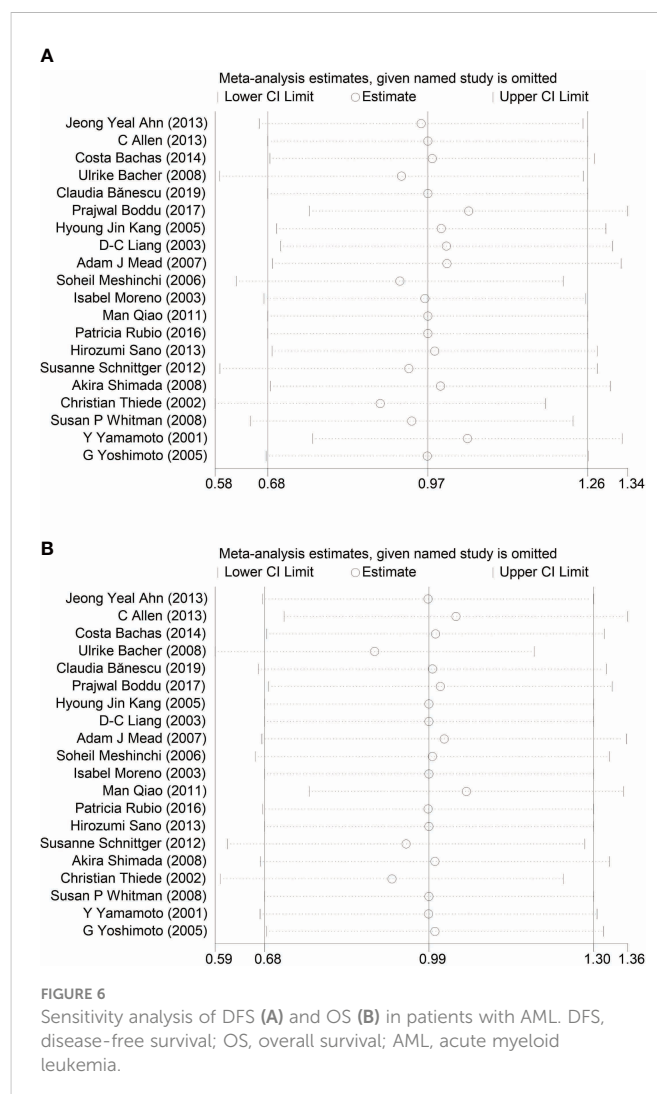 A
Meta-analysis estimates, given named study is omitted
Lower CI Limit Estimate Upper CI Limit
Jeong Yeal Ahn (2013)
C Allen (2013)
Costa Bachas (2014)
Ulrike Bacher (2008)
Claudia Bănescu (2019)
Prajwal Boddu (2017)
Hyoung Jin Kang (2005)
D-C Liang (2003)
Adam J Mead (2007)
Soheil Meshinchi (2006)
Isabel Moreno (2003)
Man Qiao (2011)
Patricia Rubio (2016)
Hirozumi Sano (2013)
Susanne Schnittger (2012)
Akira Shimada (2008)
Christian Thiede (2002)
Susan P Whitman (2008)
Y Yamamoto (2001)
G Yoshimoto (2005)
0.58 0.68 0.97 1.26 1.34
B
Meta-analysis estimates, given named study is omitted
Lower CI Limit Estimate Upper CI Limit
Jeong Yeal Ahn (2013)
C Allen (2013)
Costa Bachas (2014)
Ulrike Bacher (2008)
Claudia Bănescu (2019)
Prajwal Boddu (2017)
Hyoung Jin Kang (2005)
D-C Liang (2003)
Adam J Mead (2007)
Soheil Meshinchi (2006)
Isabel Moreno (2003)
Man Qiao (2011)
Patricia Rubio (2016)
Hirozumi Sano (2013)
Susanne Schnittger (2012)
Akira Shimada (2008)
Christian Thiede (2002)
Susan P Whitman (2008)
Y Yamamoto (2001)
G Yoshimoto (2005)
0.59 0.68 0.99 1.30 1.36
FIGURE 6
Sensitivity analysis of DFS (A) and OS (B) in patients with AML. DFS,
disease-free survival; OS, overall survival; AML, acute myeloid
leukemia.